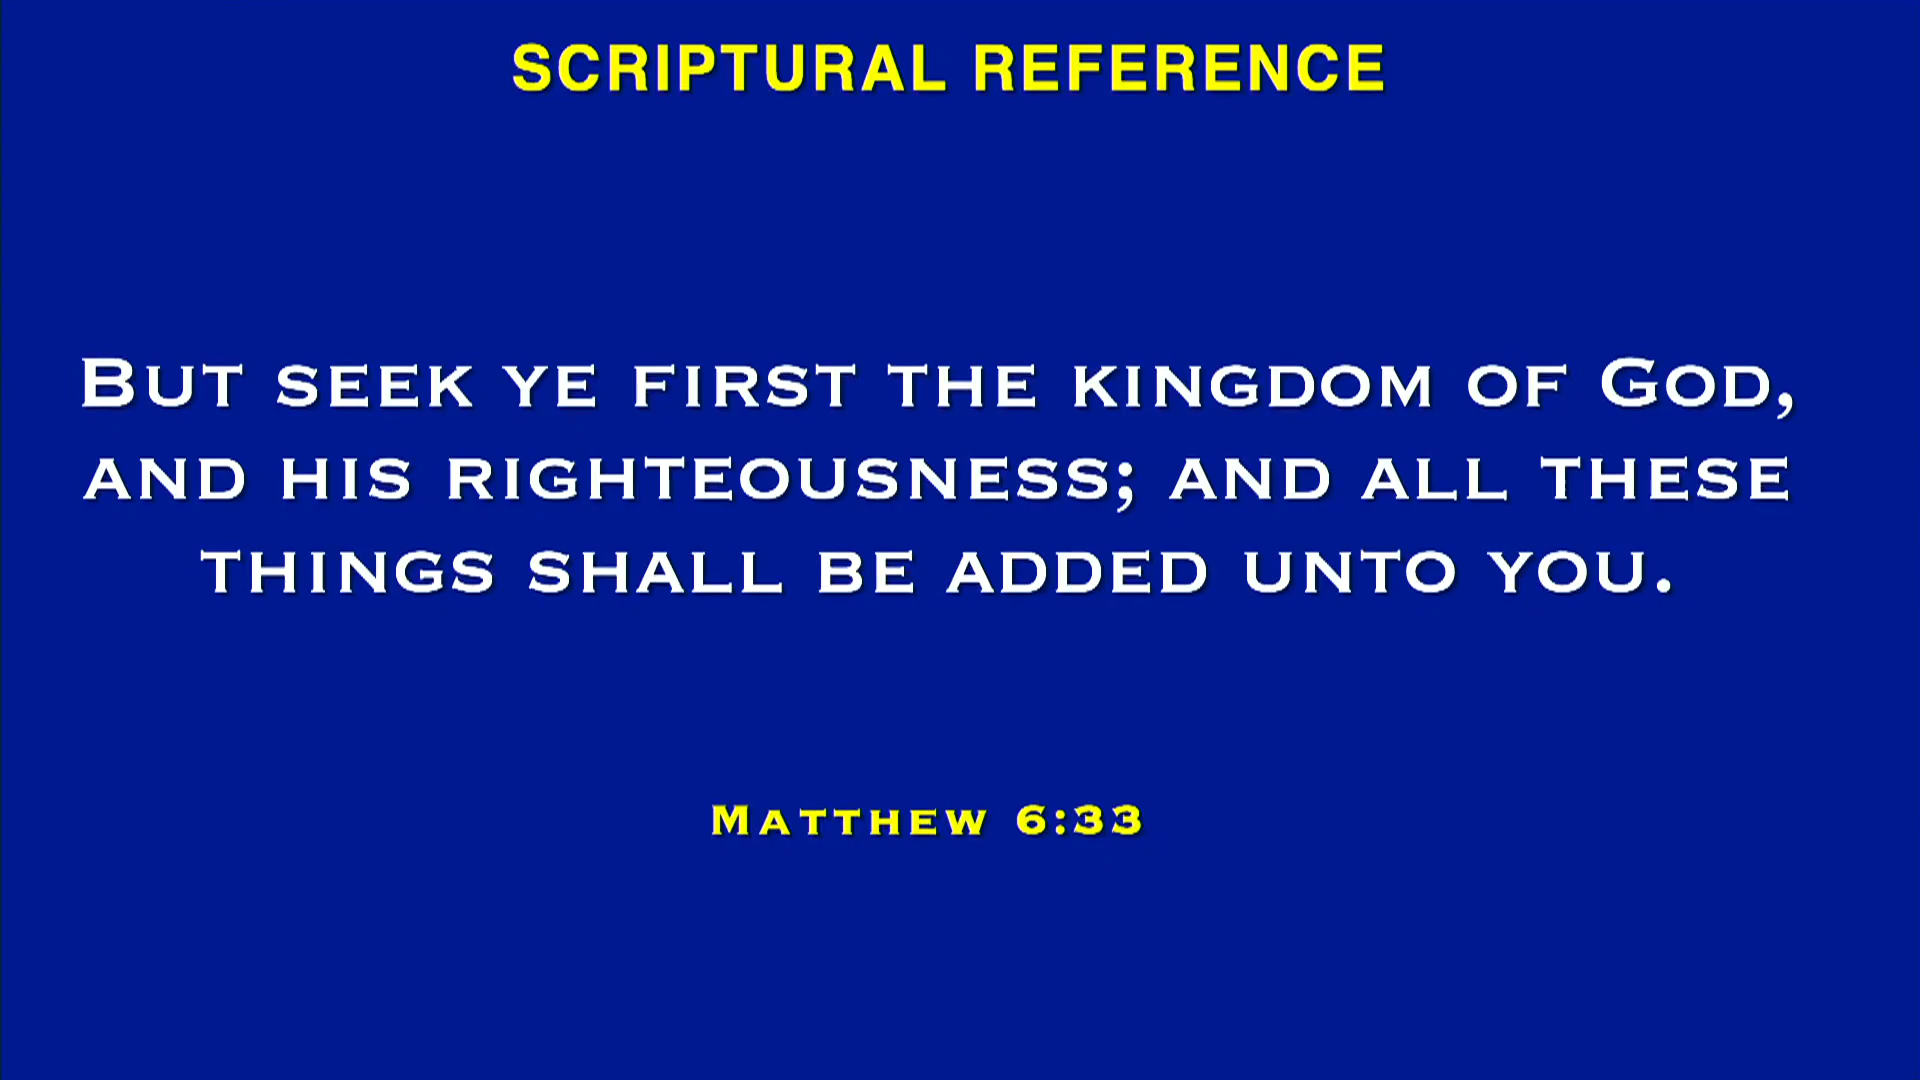 SCRIPTURAL REFERENCE
But seek ye first the kingdom of God,
and his righteousness; and all these
things shall be added unto you.
Matthew 6:33